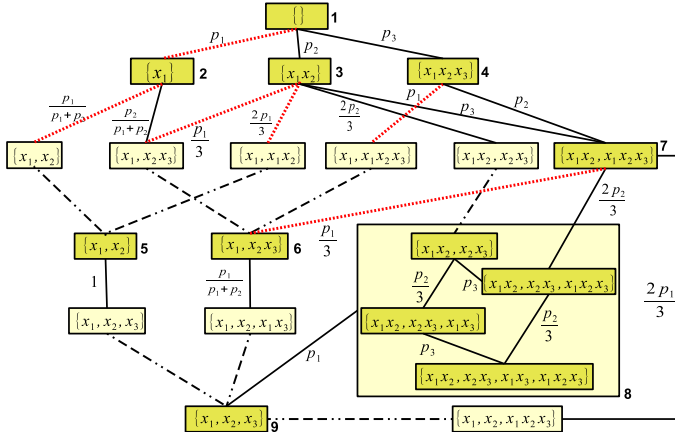 {} 1
p₁ p₂ p₃
{x₁} 2 {x₁x₂} 3 {x₁x₂x₃} 4
p₁/(p₁+p₂) p₂/(p₁+p₂) p₁/3 2p₁/3 2p₂/3 p₁ p₃ p₂
{x₁,x₂} {x₁,x₂x₃} {x₁,x₁x₂} {x₁,x₁x₂x₃} {x₁x₂,x₂x₃} {x₁x₂,x₁x₂x₃} 7
{x₁,x₂} 5 {x₁,x₂x₃} 6 p₁/3 {x₁x₂,x₂x₃} 2p₂/3
1 p₁/(p₁+p₂) p₂/3 p₃ {x₁x₂,x₂x₃,x₁x₂x₃} 2p₁/3
{x₁,x₂,x₃} {x₁,x₂,x₁x₃} {x₁x₂,x₂x₃,x₁x₃} p₂/3
p₁ p₃
{x₁x₂,x₂x₃,x₁x₃,x₁x₂x₃} 8
{x₁,x₂,x₃} 9 {x₁,x₂,x₁x₂x₃}